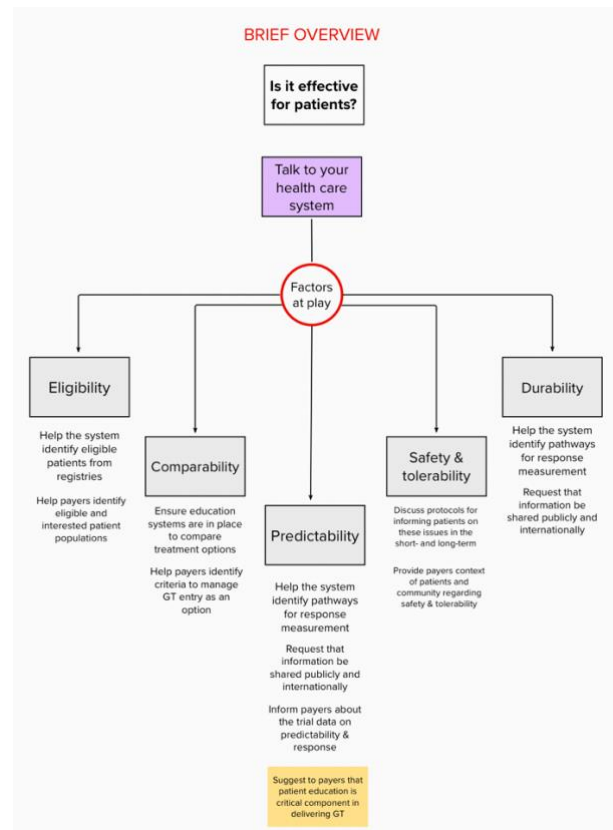 BRIEF OVERVIEW
Is it effective
for patients?
Talk to your
health care
system
Factors
at play
Eligibility
Help the system
identify eligible
patients from
registries
Help payers identify
eligible and
interested patient
populations
Comparability
Ensure education
systems are in place
to compare
treatment options
Help payers identify
criteria to manage
GT entry as an
option
Predictability
Help the system
identify pathways
for response
measurement
Request that
information be
shared publicly and
internationally
Inform payers about
the trial data on
predictability &
response
Suggest to payers that
patient education is
critical component in
delivering GT
Safety &
tolerability
Discuss protocols for
informing patients on
these issues in the
short- and long-term
Provide payers context
of patients and
community regarding
safety & tolerability
Durability
Help the system
identify pathways
for response
measurement
Request that
information be
shared publicly and
internationally